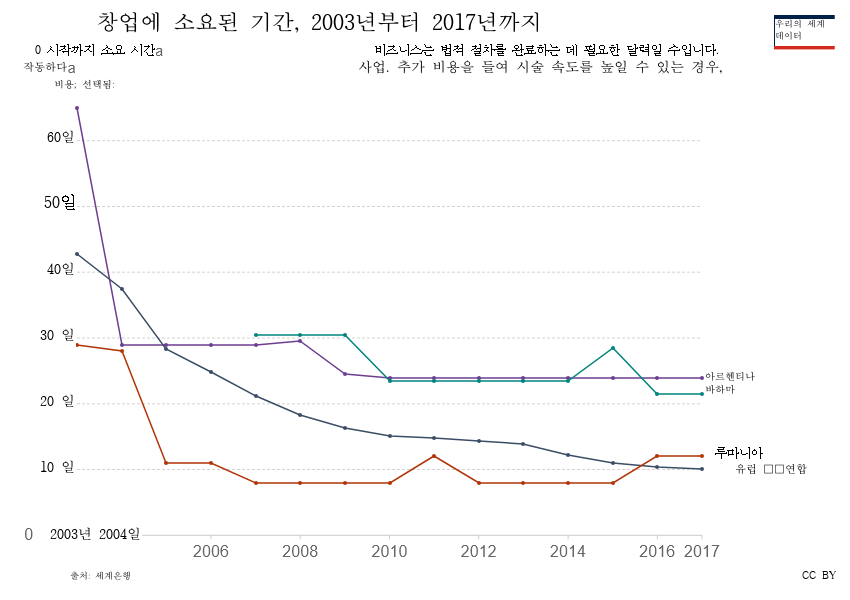 창업에 소요된 기간, 2003년부터 2017년까지
우리의 세계
데이터
0 시작까지 소요 시간a
비즈니스는 법적 절차를 완료하는 데 필요한 달력일 수입니다.
작동하다a
사업. 추가 비용을 들여 시술 속도를 높일 수 있는 경우,
비용; 선택됨:
60일
50일
40일
30 일
20 일
10 일
0
아르헨티나
바하마
루마니아
유럽 □□연합
2003년 2004일
2006
2008
2010
2012
2014
2016
2017
출처: 세계은행
CC BY